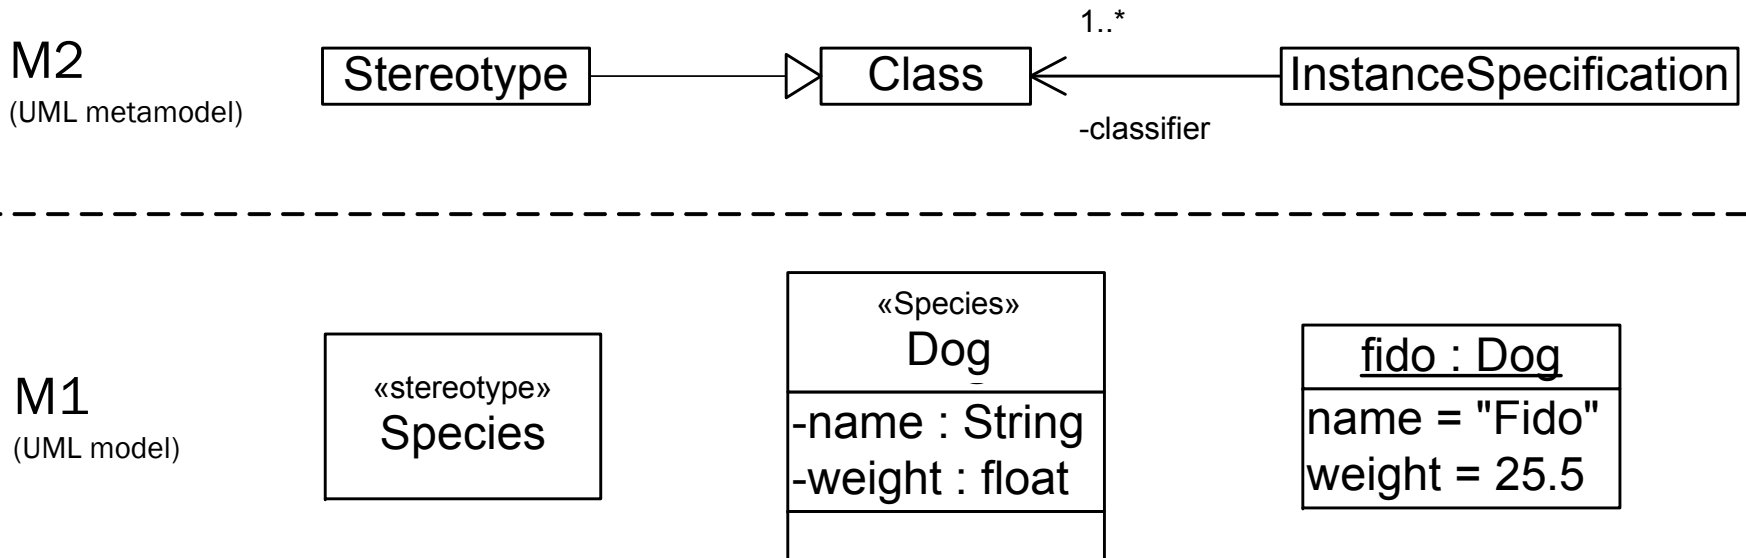 M2
(UML metamodel)
Stereotype
Class
1..*
-classifier
InstanceSpecification
M1
(UML model)
«stereotype»
Species
«Species»
Dog
-name : String
-weight : float
fido : Dog
name = "Fido"
weight = 25.5